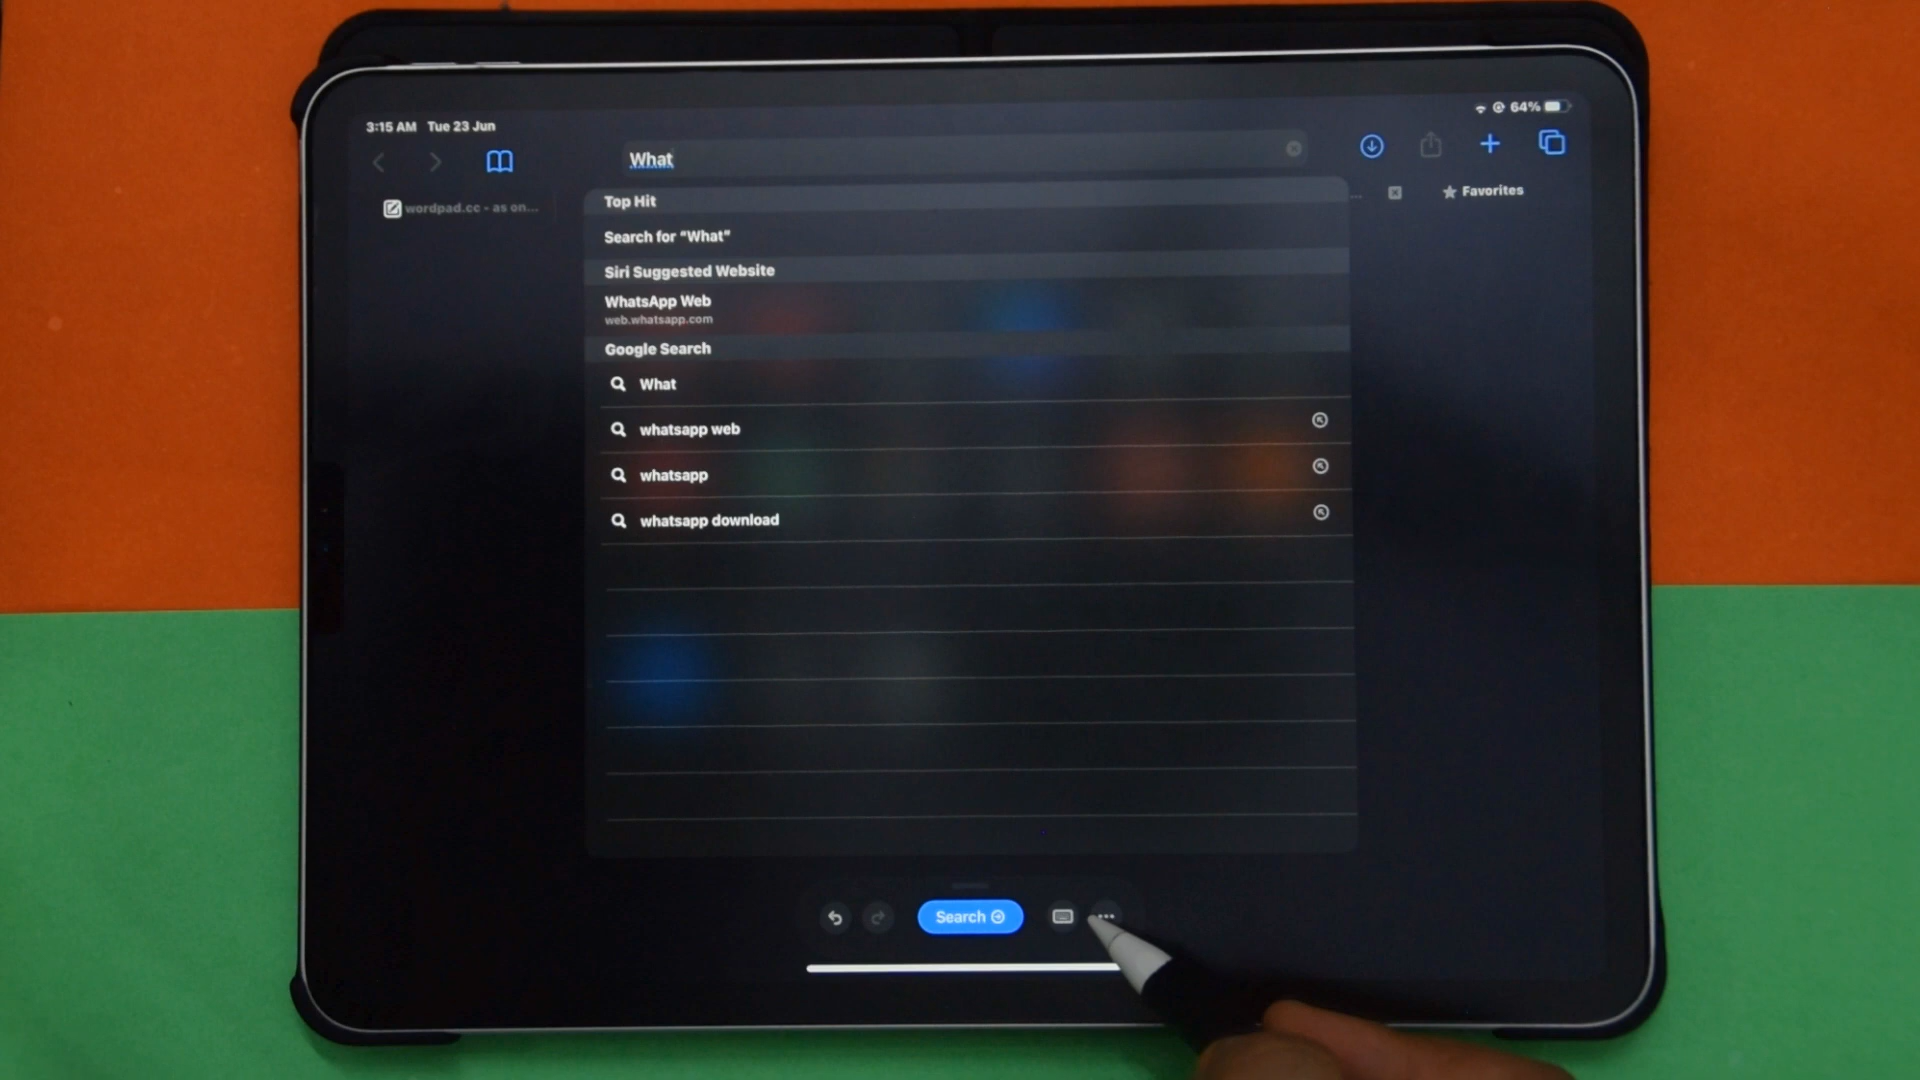 3:15 AM Tue 23 Jun
64%
What
wordpad.cc - as on...
Favorites
Top Hit
Search for “What”
Siri Suggested Website
WhatsApp Web
web.whatsapp.com
Google Search
What
whatsapp web
whatsapp
whatsapp download
Search